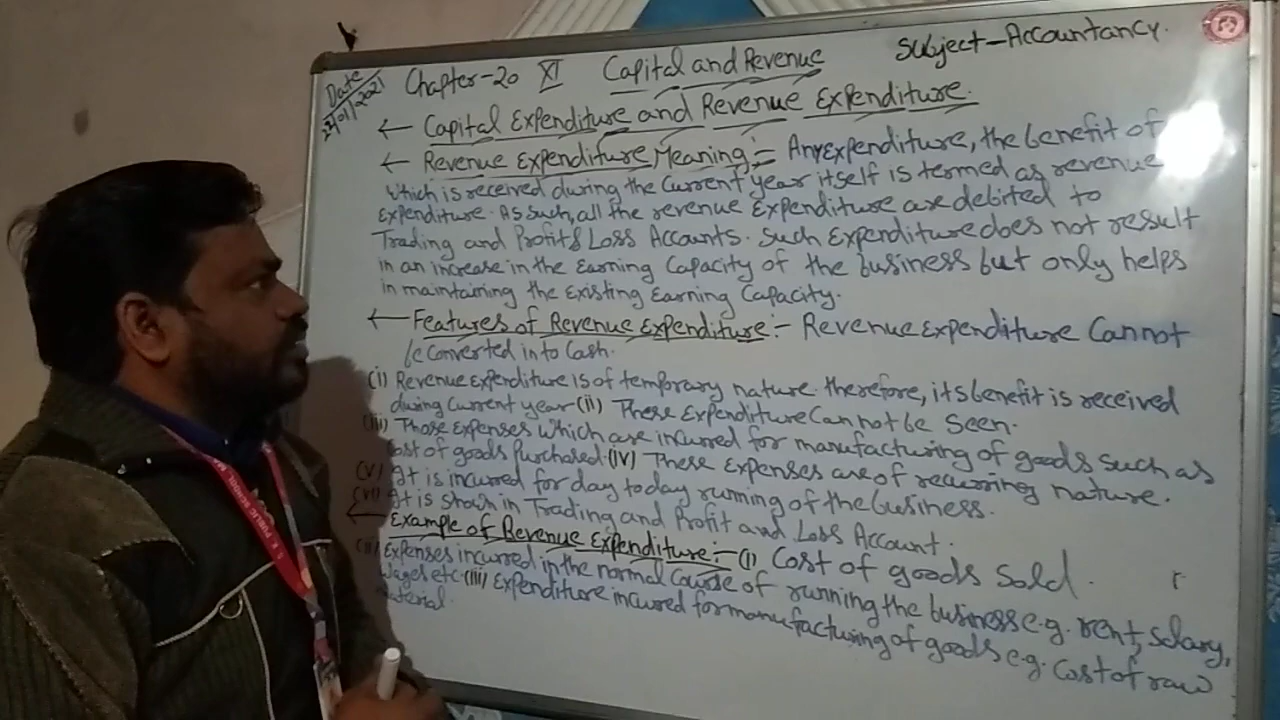 Date Chapter-20 XI Capital and Revenue Subject-Accountancy.
/01/2021
← Capital Expenditure and Revenue Expenditure.
← Revenue Expenditure, Meaning:- Any Expenditure, the benefit of
which is received during the current year itself is termed as revenue
Expenditure. As such, all the revenue Expenditure are debited to
Trading and Profit & Loss Accounts. Such Expenditure does not result
in an increase in the Earning Capacity of the business but only helps
in maintaining the existing Earning Capacity.
← Features of Revenue Expenditure:- Revenue Expenditure Cannot
be converted in to Cash.
(i) Revenue Expenditure is of temporary nature. therefore, its benefit is received
during current year (ii) These Expenditure Cannot be Seen.
(iii) Those Expenses which are incurred for manufacturing of goods such as
Cost of goods purchased. (iv) These Expenses are of recurring nature.
(v) It is incurred for day to day running of the business.
(vi) It is shown in Trading and Profit and Loss Account.
← Example of Revenue Expenditure:- (i) Cost of goods Sold.
(ii) Expenses incurred in the normal Course of running the business e.g. rent, Salary,
Wages etc. (iii) Expenditure incurred for manufacturing of goods e.g. Cost of raw
Material.
PUBLIC SCHOOL